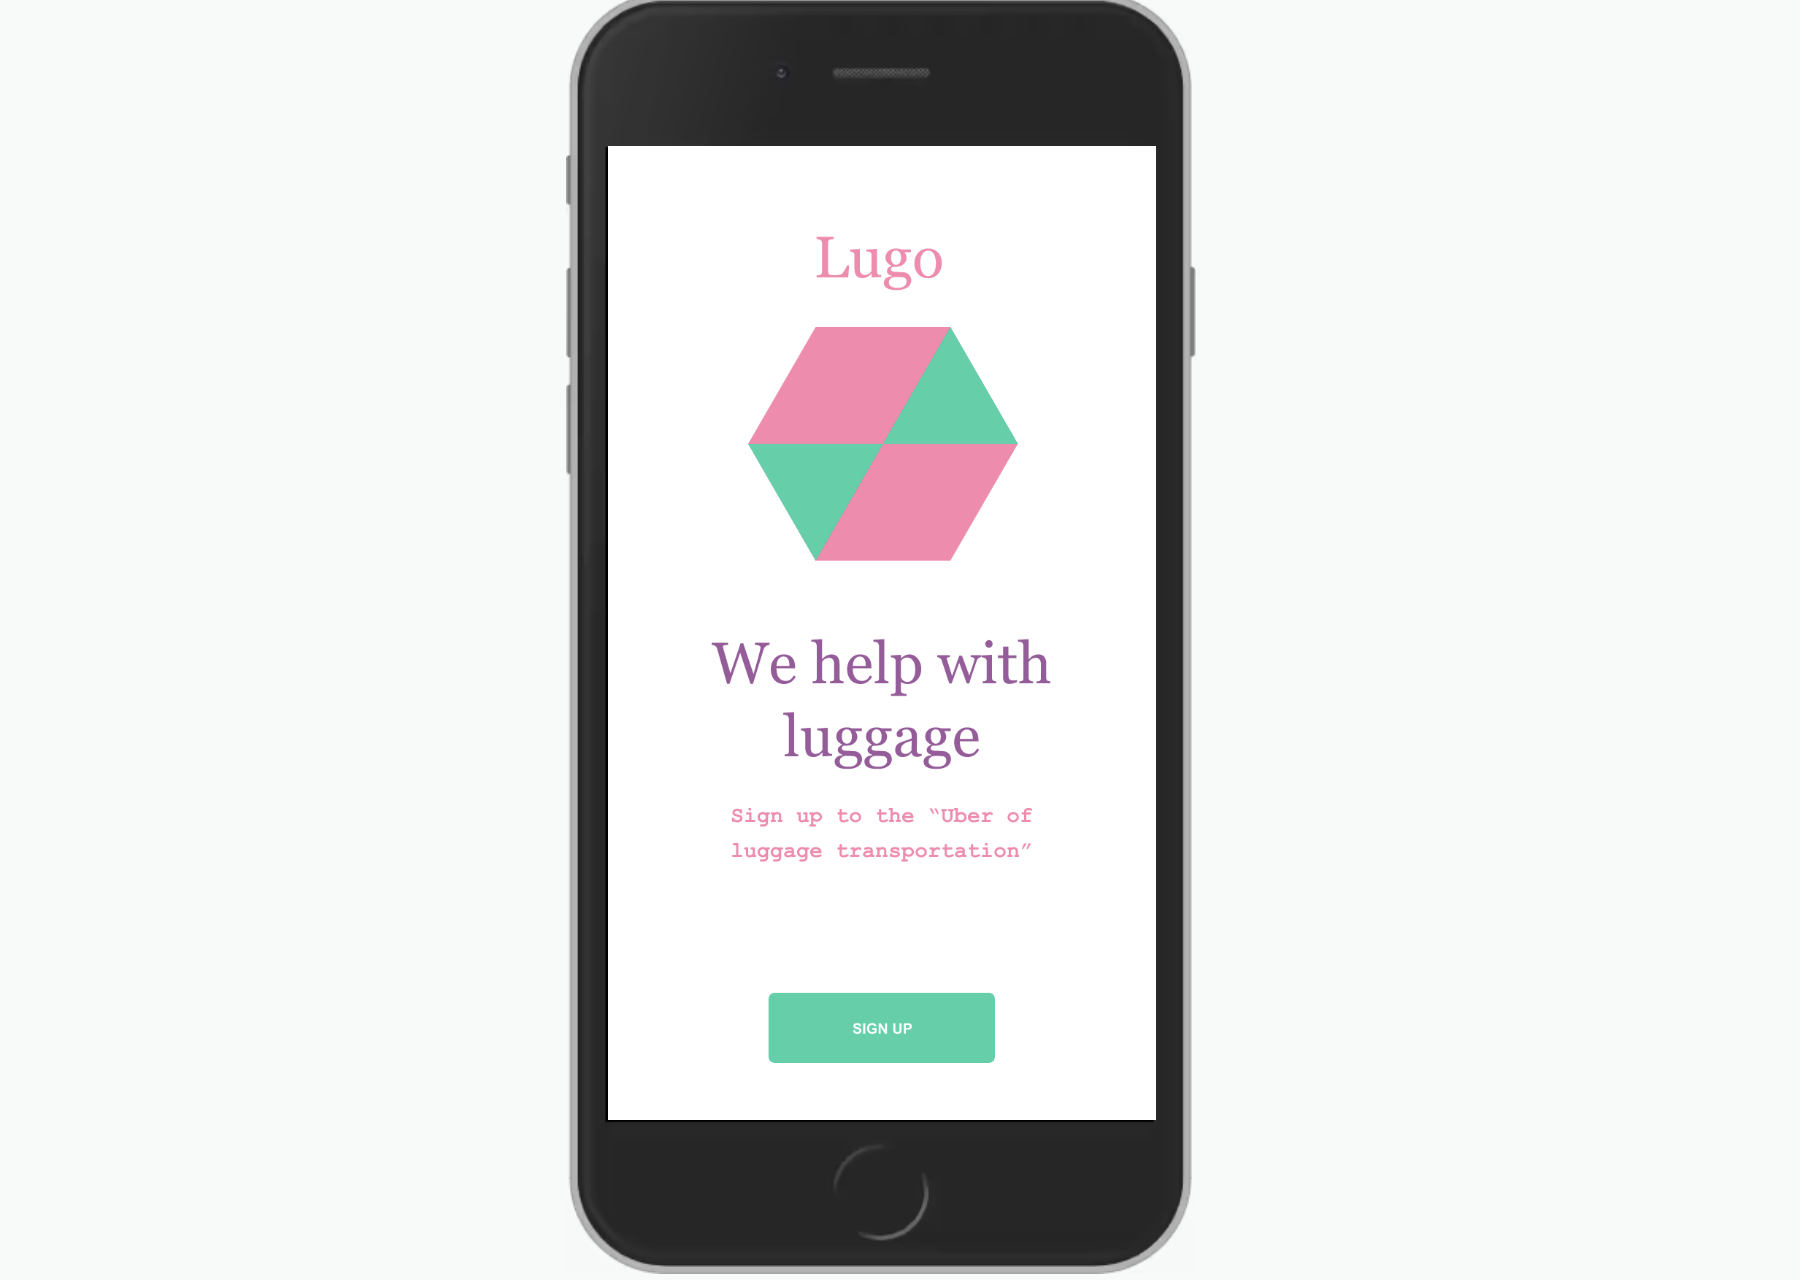 Lugo
We help with
luggage
Sign up to the “Uber of
luggage transportation”
SIGN UP